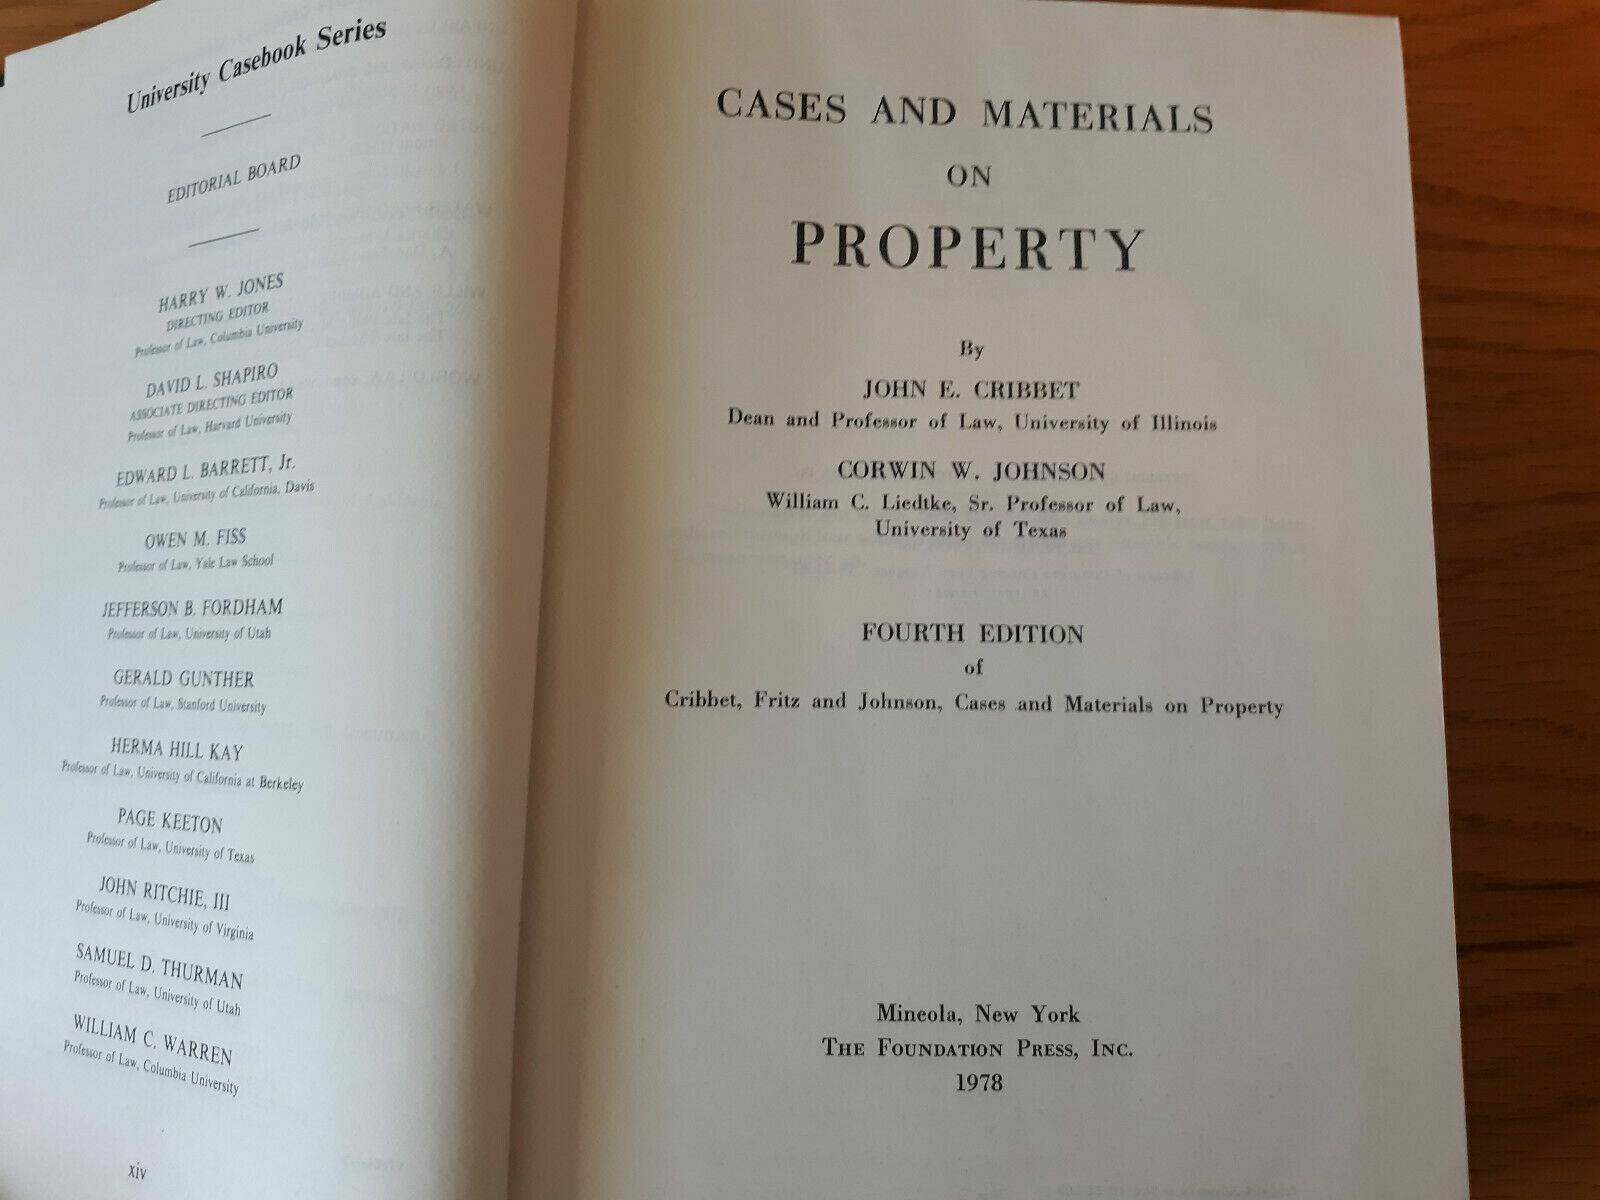 University Casebook Series
EDITORIAL BOARD
HARRY W. JONES
DIRECTING EDITOR
Professor of Law, Columbia University
DAVID L. SHAPIRO
ASSOCIATE DIRECTING EDITOR
Professor of Law, Harvard University
EDWARD L. BARRETT, Jr.
Professor of Law, University of California, Davis
OWEN M. FISS
Professor of Law, Yale Law School
JEFFERSON B. FORDHAM
Professor of Law, University of Utah
GERALD GUNTHER
Professor of Law, Stanford University
HERMA HILL KAY
Professor of Law, University of California at Berkeley
PAGE KEETON
Professor of Law, University of Texas
JOHN RITCHIE, III
Professor of Law, University of Virginia
SAMUEL D. THURMAN
Professor of Law, University of Utah
WILLIAM C. WARREN
Professor of Law, Columbia University
xiv
CASES AND MATERIALS
ON
PROPERTY
By
JOHN E. CRIBBET
Dean and Professor of Law, University of Illinois
CORWIN W. JOHNSON
William C. Liedtke, Sr. Professor of Law,
University of Texas
FOURTH EDITION
of
Cribbet, Fritz and Johnson, Cases and Materials on Property
Mineola, New York
THE FOUNDATION PRESS, INC.
1978